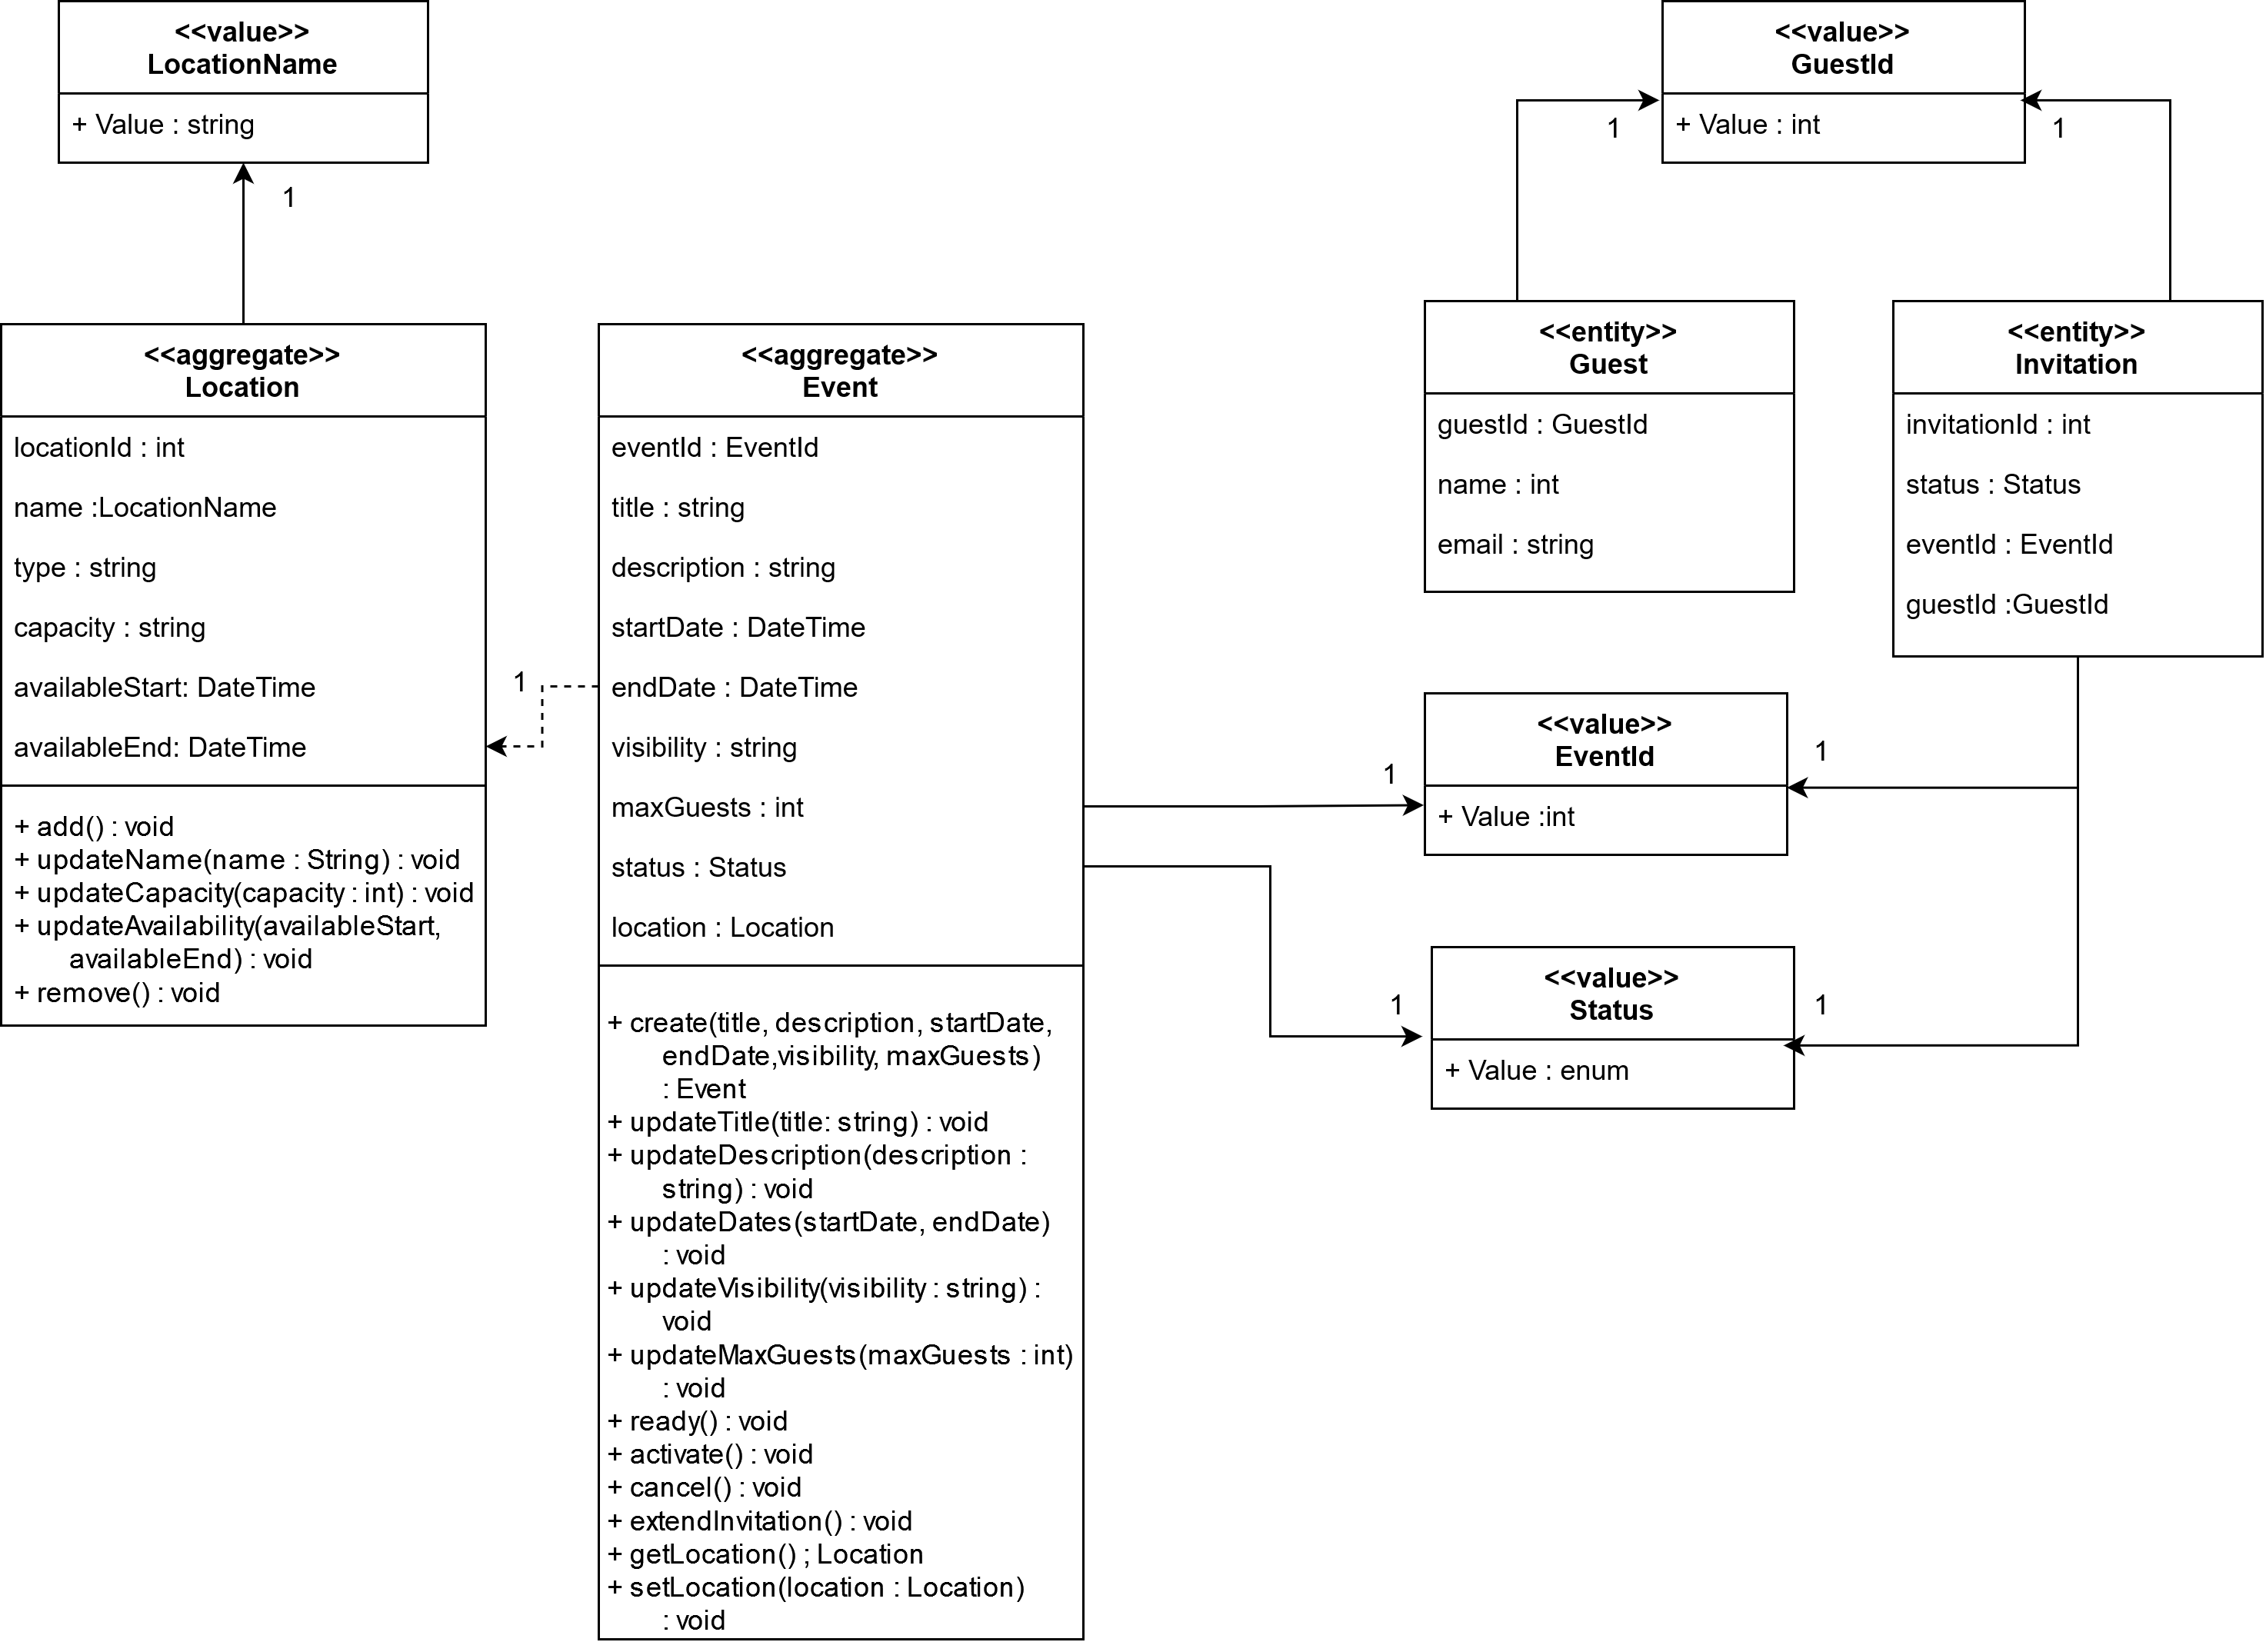 <<value>>
LocationName
+ Value : string
1
<<aggregate>>
Location
locationId : int
name :LocationName
type : string
capacity : string
availableStart: DateTime
availableEnd: DateTime
+ add() : void
+ updateName(name : String) : void
+ updateCapacity(capacity : int) : void
+ updateAvailability(availableStart,
availableEnd) : void
+ remove() : void
1
<<aggregate>>
Event
eventId : EventId
title : string
description : string
startDate : DateTime
endDate : DateTime
visibility : string
maxGuests : int
status : Status
location : Location
+ create(title, description, startDate,
endDate,visibility, maxGuests)
: Event
+ updateTitle(title: string) : void
+ updateDescription(description :
string) : void
+ updateDates(startDate, endDate)
: void
+ updateVisibility(visibility : string) :
void
+ updateMaxGuests(maxGuests : int)
: void
+ ready() : void
+ activate() : void
+ cancel() : void
+ extendInvitation() : void
+ getLocation() ; Location
+ setLocation(location : Location)
: void
<<value>>
GuestId
+ Value : int
1
1
<<entity>>
Guest
guestId : GuestId
name : int
email : string
<<entity>>
Invitation
invitationId : int
status : Status
eventId : EventId
guestId :GuestId
1
<<value>>
EventId
+ Value :int
1
1
<<value>>
Status
+ Value : enum
1